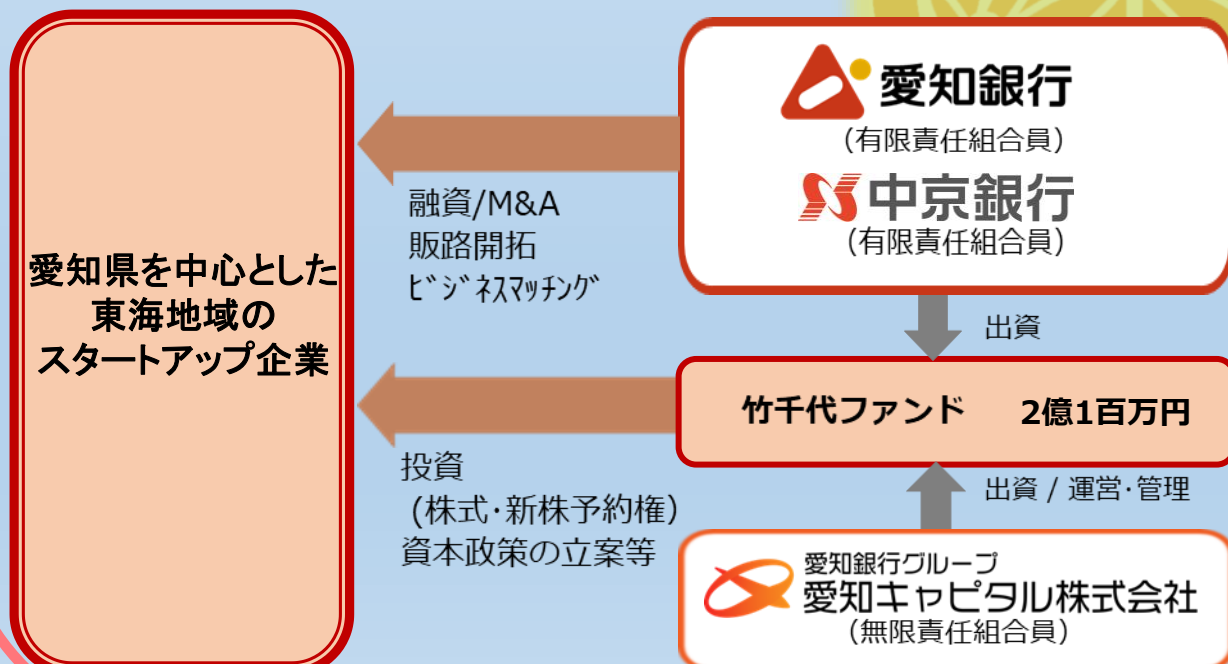 愛知県を中心とした
東海地域の
スタートアップ企業
融資/M&A
販路開拓
ﾋﾞｼﾞﾈｽﾏｯﾁﾝｸﾞ
投資
(株式・新株予約権)
資本政策の立案等
愛知銀行
(有限責任組合員)
中京銀行
(有限責任組合員)
出資
竹千代ファンド 2億1百万円
出資 / 運営・管理
愛知銀行グループ
愛知キャピタル株式会社
(無限責任組合員)